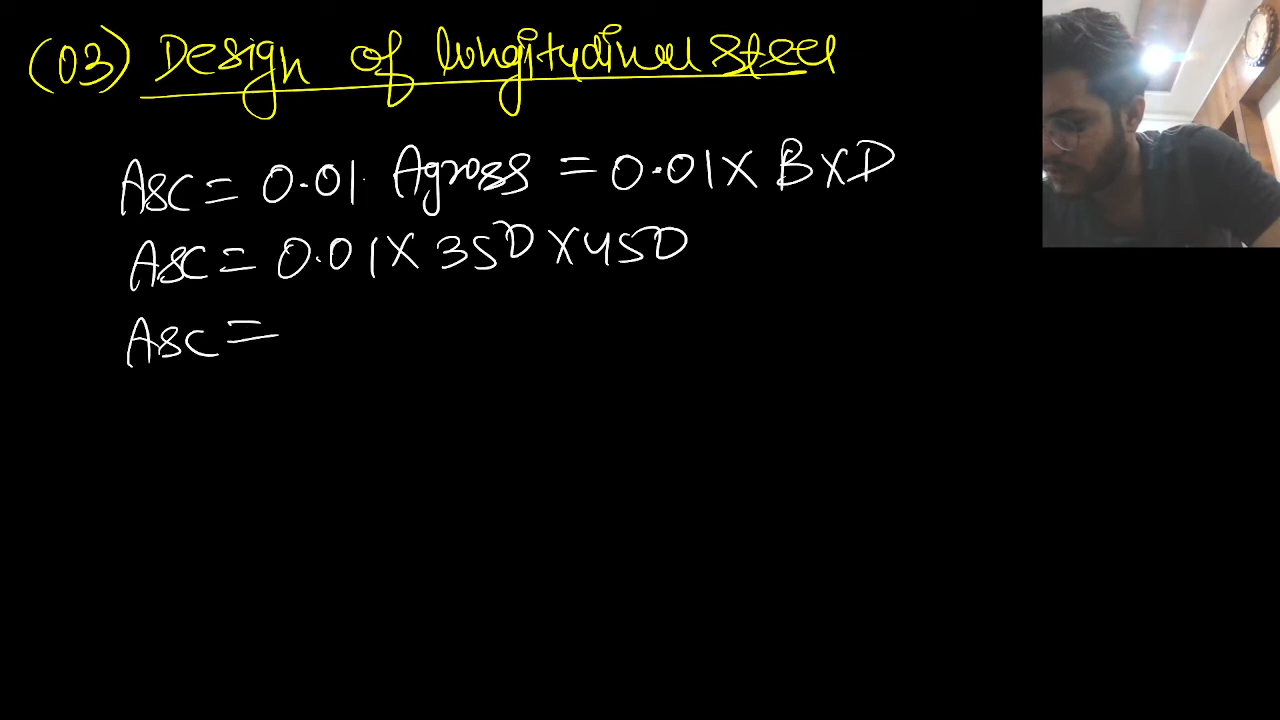 (03) Design of longitudinal steel
Asc = 0.01 Agross = 0.01 X B X D
Asc = 0.01 X 350 X 450
Asc =